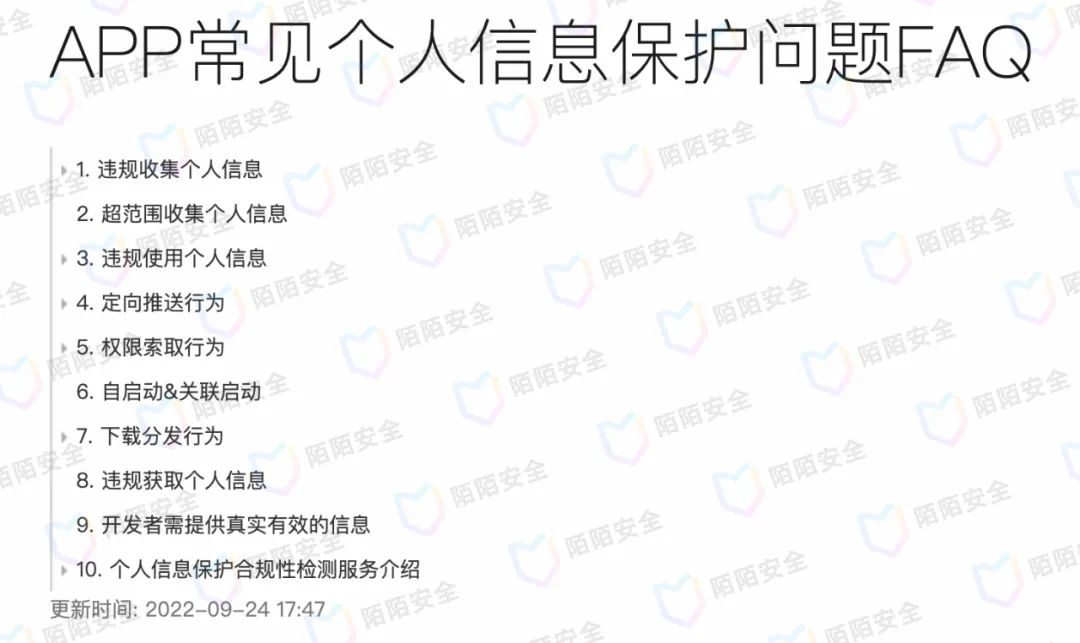 APP常见个人信息保护问题FAQ
1. 违规收集个人信息
2. 超范围收集个人信息
3. 违规使用个人信息
4. 定向推送行为
5. 权限索取行为
6. 自启动&关联启动
7. 下载分发行为
8. 违规获取个人信息
9. 开发者需提供真实有效的信息
10. 个人信息保护合规性检测服务介绍
更新时间: 2022-09-24 17:47
陌陌安全